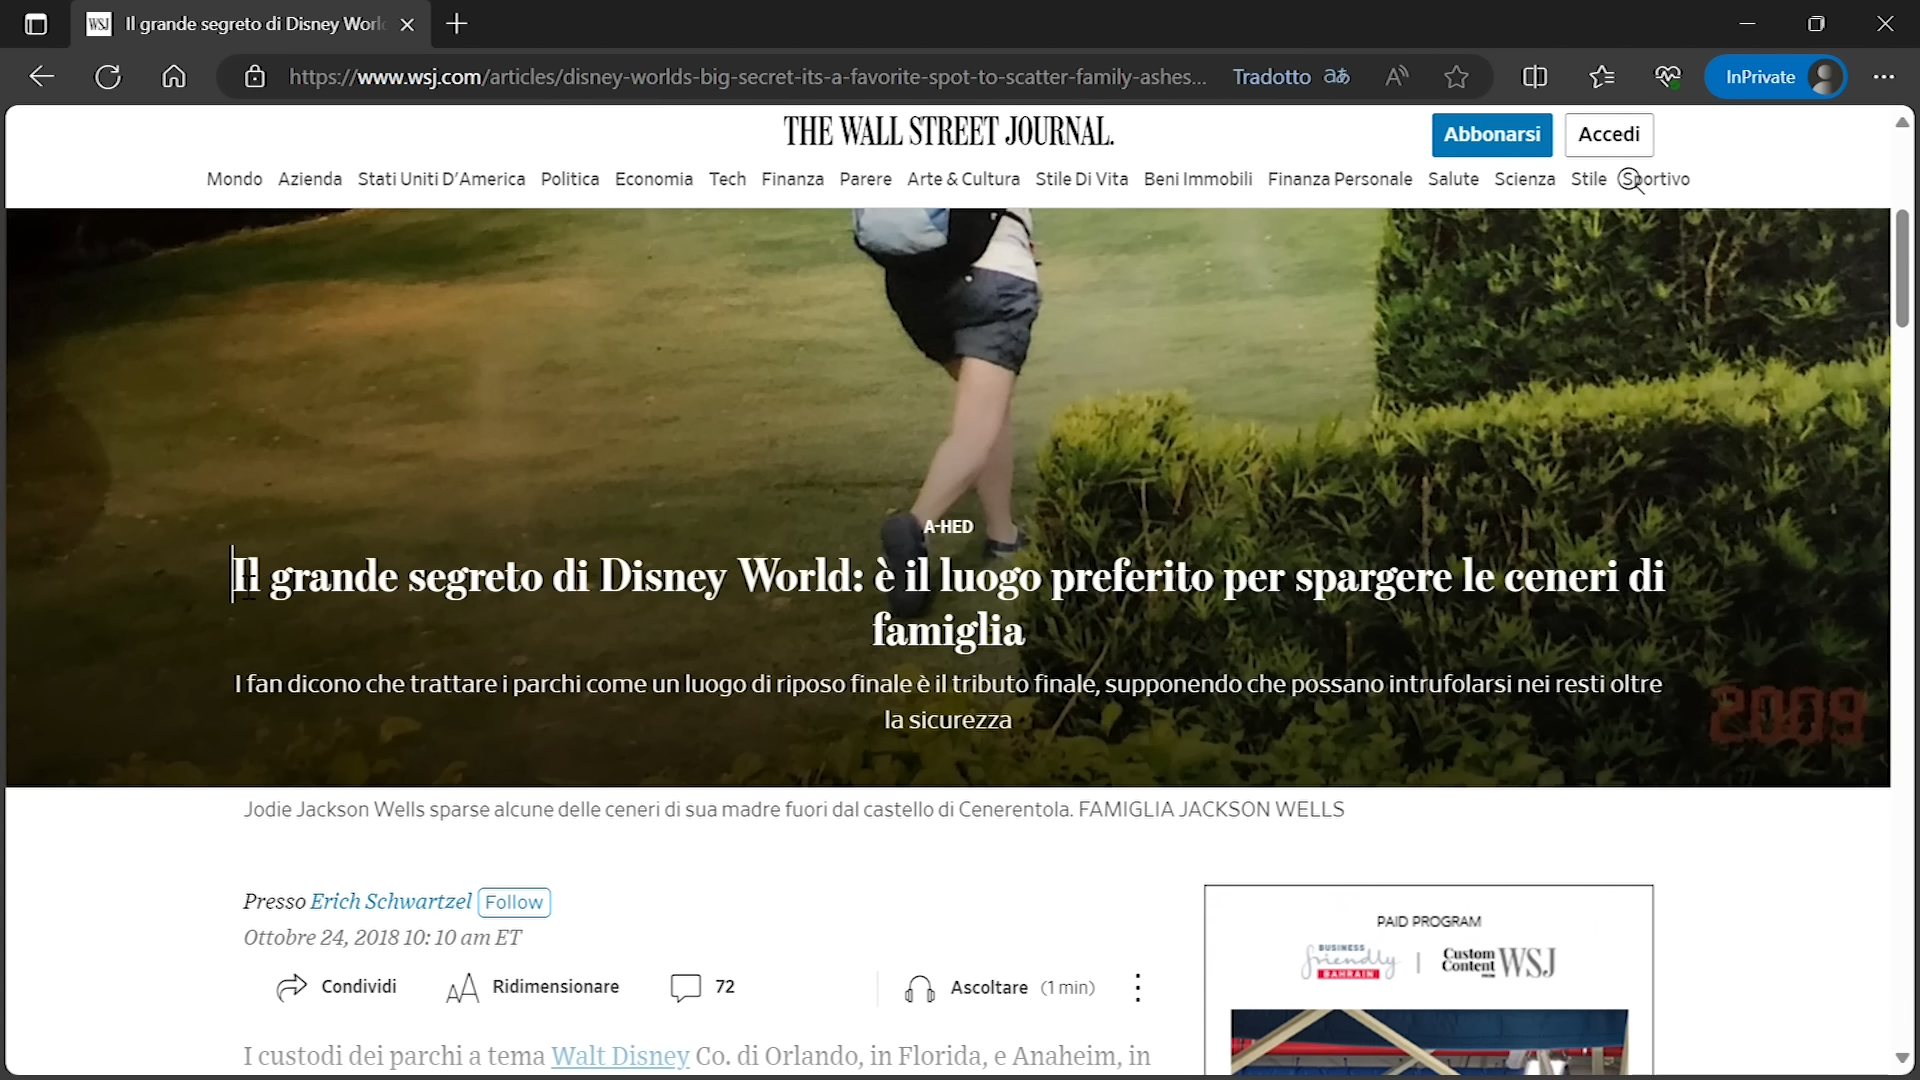 WSJ Il grande segreto di Disney Worl
https://www.wsj.com/articles/disney-worlds-big-secret-its-a-favorite-spot-to-scatter-family-ashes... Tradotto aあ InPrivate
THE WALL STREET JOURNAL.
Abbonarsi Accedi
Mondo Azienda Stati Uniti D'America Politica Economia Tech Finanza Parere Arte & Cultura Stile Di Vita Beni Immobili Finanza Personale Salute Scienza Stile Sportivo
A-HED
Il grande segreto di Disney World: è il luogo preferito per spargere le ceneri di
famiglia
I fan dicono che trattare i parchi come un luogo di riposo finale è il tributo finale, supponendo che possano intrufolarsi nei resti oltre
la sicurezza
2009
Jodie Jackson Wells sparse alcune delle ceneri di sua madre fuori dal castello di Cenerentola. FAMIGLIA JACKSON WELLS
Presso Erich Schwartzel Follow
Ottobre 24, 2018 10: 10 am ET
Condividi AA Ridimensionare 72 Ascoltare (1 min)
I custodi dei parchi a tema Walt Disney Co. di Orlando, in Florida, e Anaheim, in
PAID PROGRAM
BUSINESS
friendly
BAHRAIN
Custom
Content WSJ